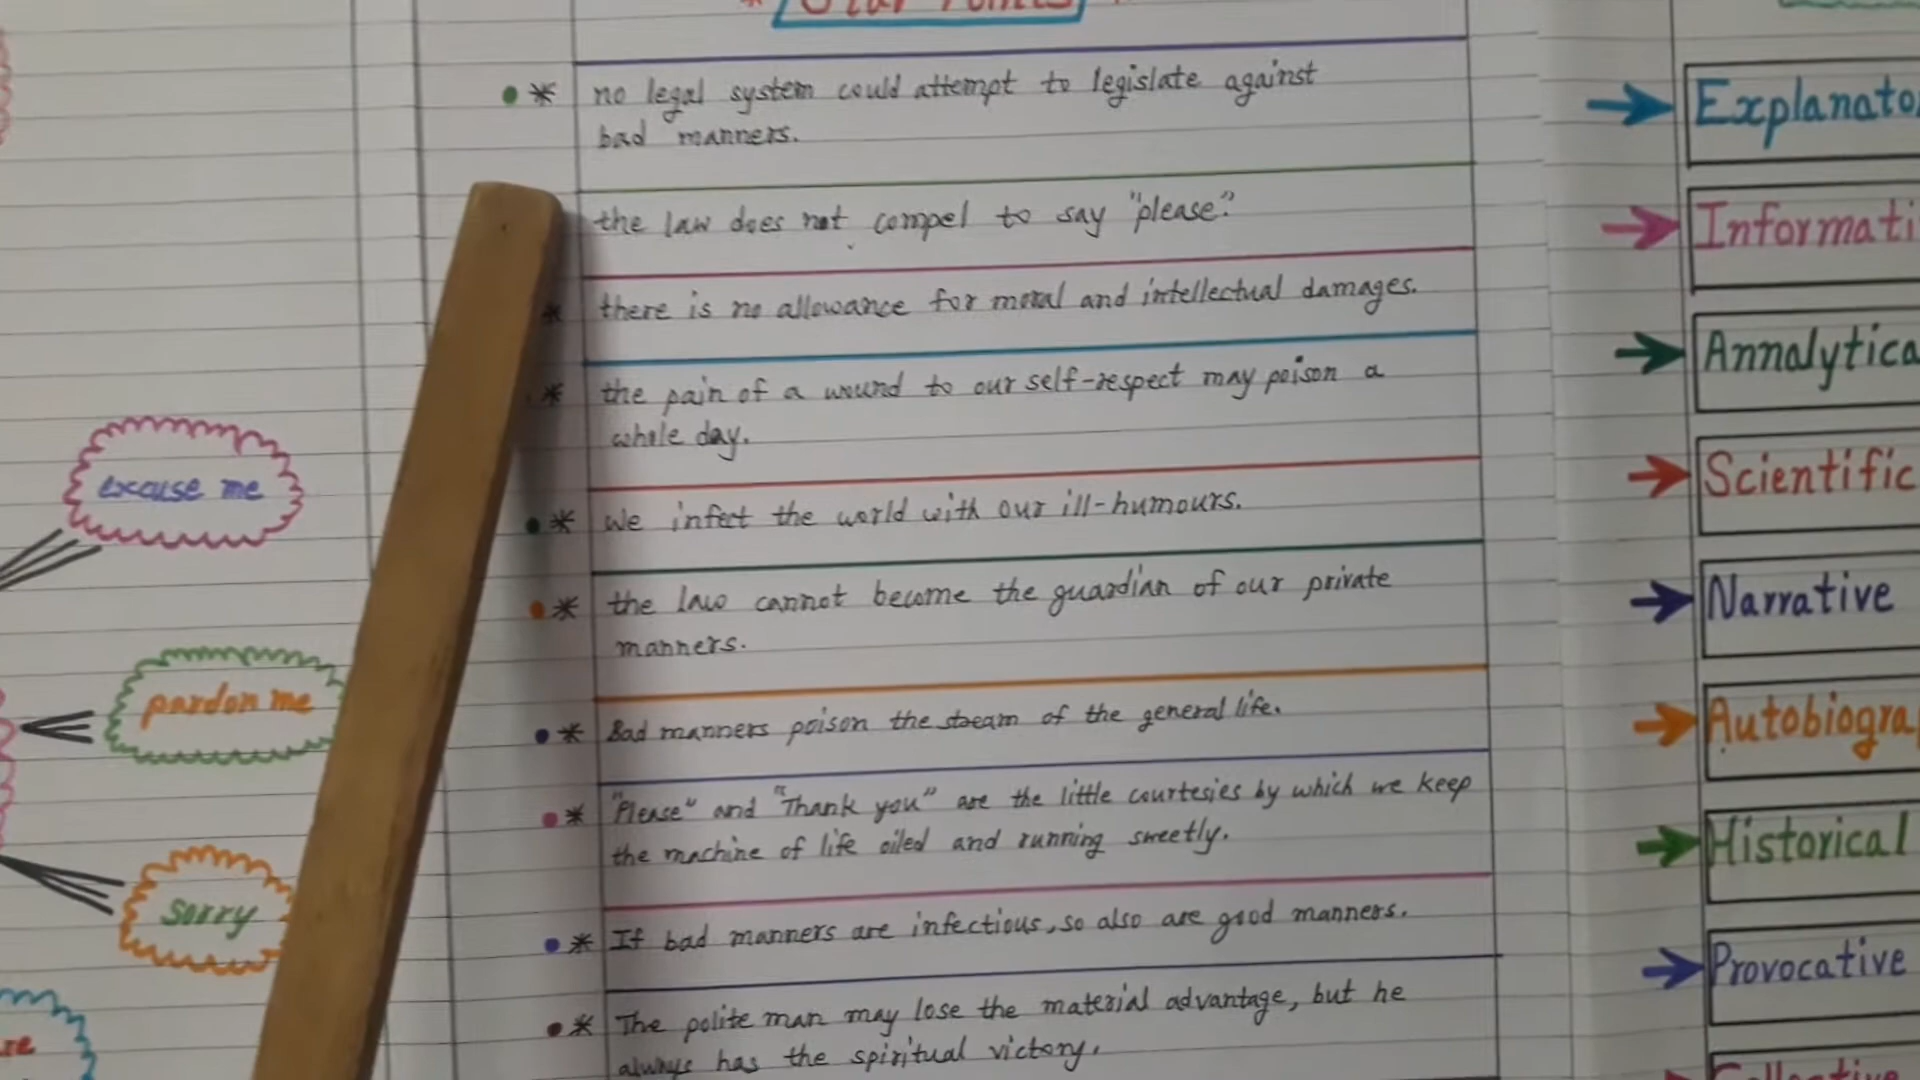 Star Points
no legal system could attempt to legislate against
bad manners.
the law does not compel to say "please".
there is no allowance for moral and intellectual damages.
the pain of a wound to our self-respect may poison a
whole day.
We infect the world with our ill-humours.
the law cannot become the guardian of our private
manners.
Bad manners poison the stream of the general life.
"Please" and "Thank you" are the little courtesies by which we keep
the machine of life oiled and running sweetly.
If bad manners are infectious, so also are good manners.
The polite man may lose the material advantage, but he
always has the spiritual victory.
excuse me
pardon me
sorry
Explanato
Informati
Annalytica
Scientific
Narrative
Autobiograp
Historical
Provocative